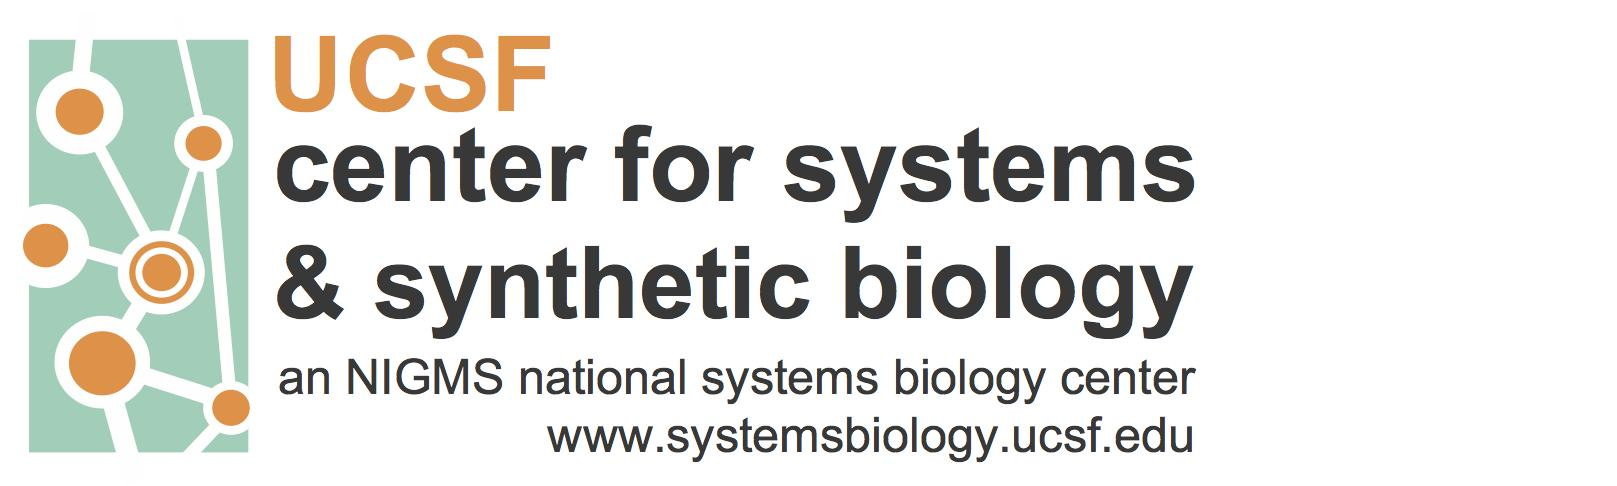 UCSF
center for systems
& synthetic biology
an NIGMS national systems biology center
www.systemsbiology.ucsf.edu